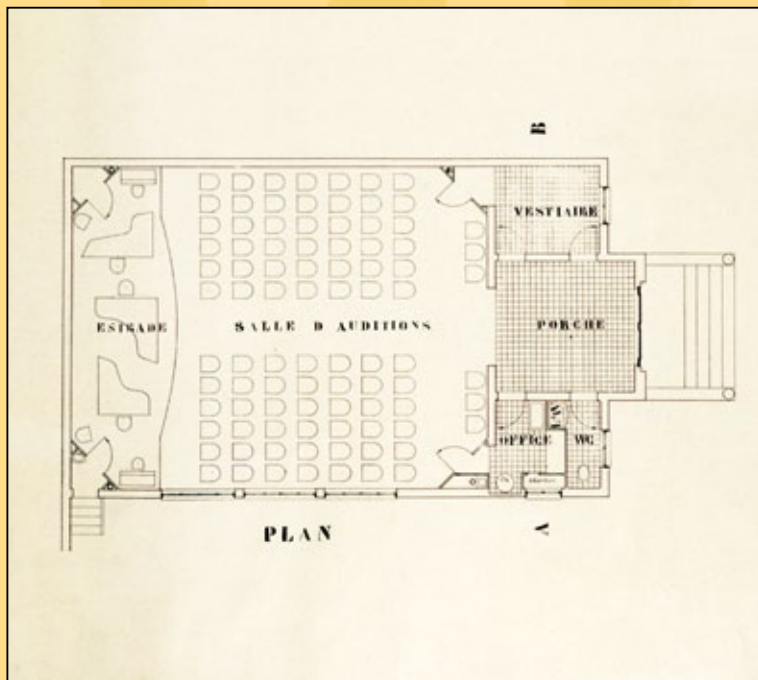 B
VESTIAIRE
ESTRADE
SALLE D AUDITIONS
PORCHE
OFFICE
WC
PLAN